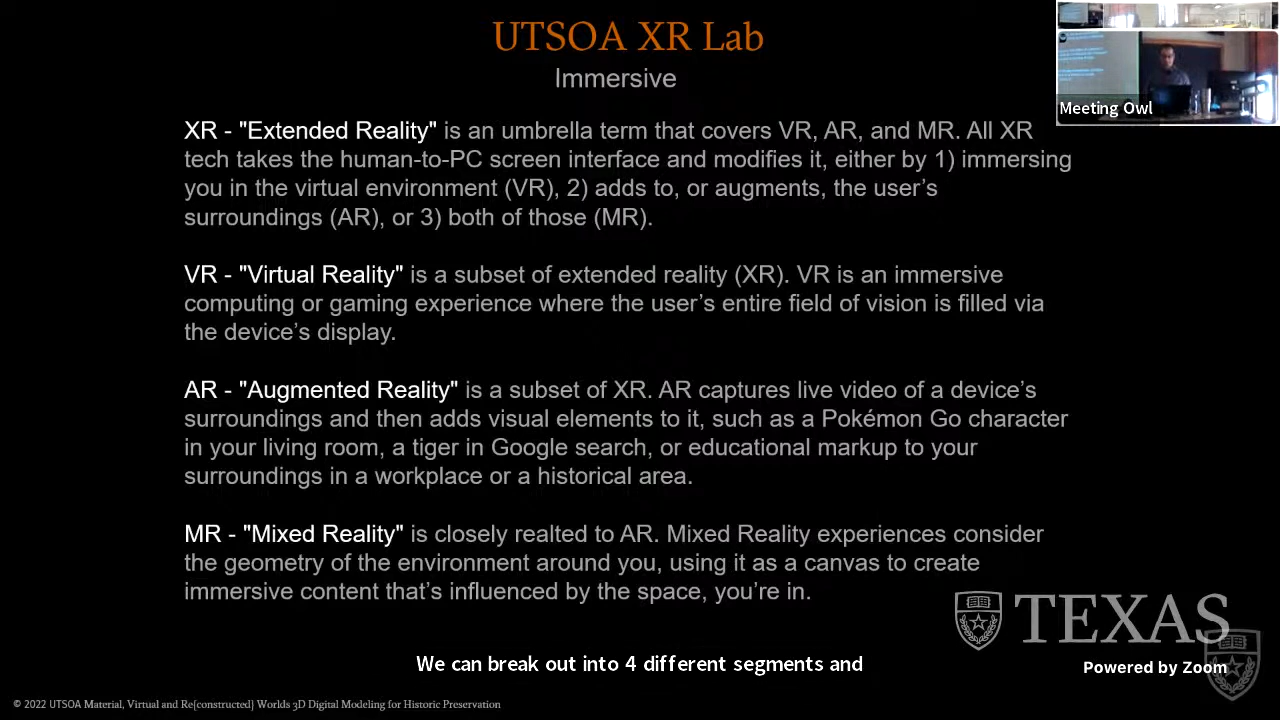 UTSOA XR Lab
Immersive
Meeting Owl
XR - "Extended Reality" is an umbrella term that covers VR, AR, and MR. All XR
tech takes the human-to-PC screen interface and modifies it, either by 1) immersing
you in the virtual environment (VR), 2) adds to, or augments, the user’s
surroundings (AR), or 3) both of those (MR).
VR - "Virtual Reality" is a subset of extended reality (XR). VR is an immersive
computing or gaming experience where the user’s entire field of vision is filled via
the device’s display.
AR - "Augmented Reality" is a subset of XR. AR captures live video of a device’s
surroundings and then adds visual elements to it, such as a Pokémon Go character
in your living room, a tiger in Google search, or educational markup to your
surroundings in a workplace or a historical area.
MR - "Mixed Reality" is closely realted to AR. Mixed Reality experiences consider
the geometry of the environment around you, using it as a canvas to create
immersive content that’s influenced by the space, you’re in.
TEXAS
We can break out into 4 different segments and
Powered by Zoom
© 2022 UTSOA Material, Virtual and Re{constructed} Worlds 3D Digital Modeling for Historic Preservation